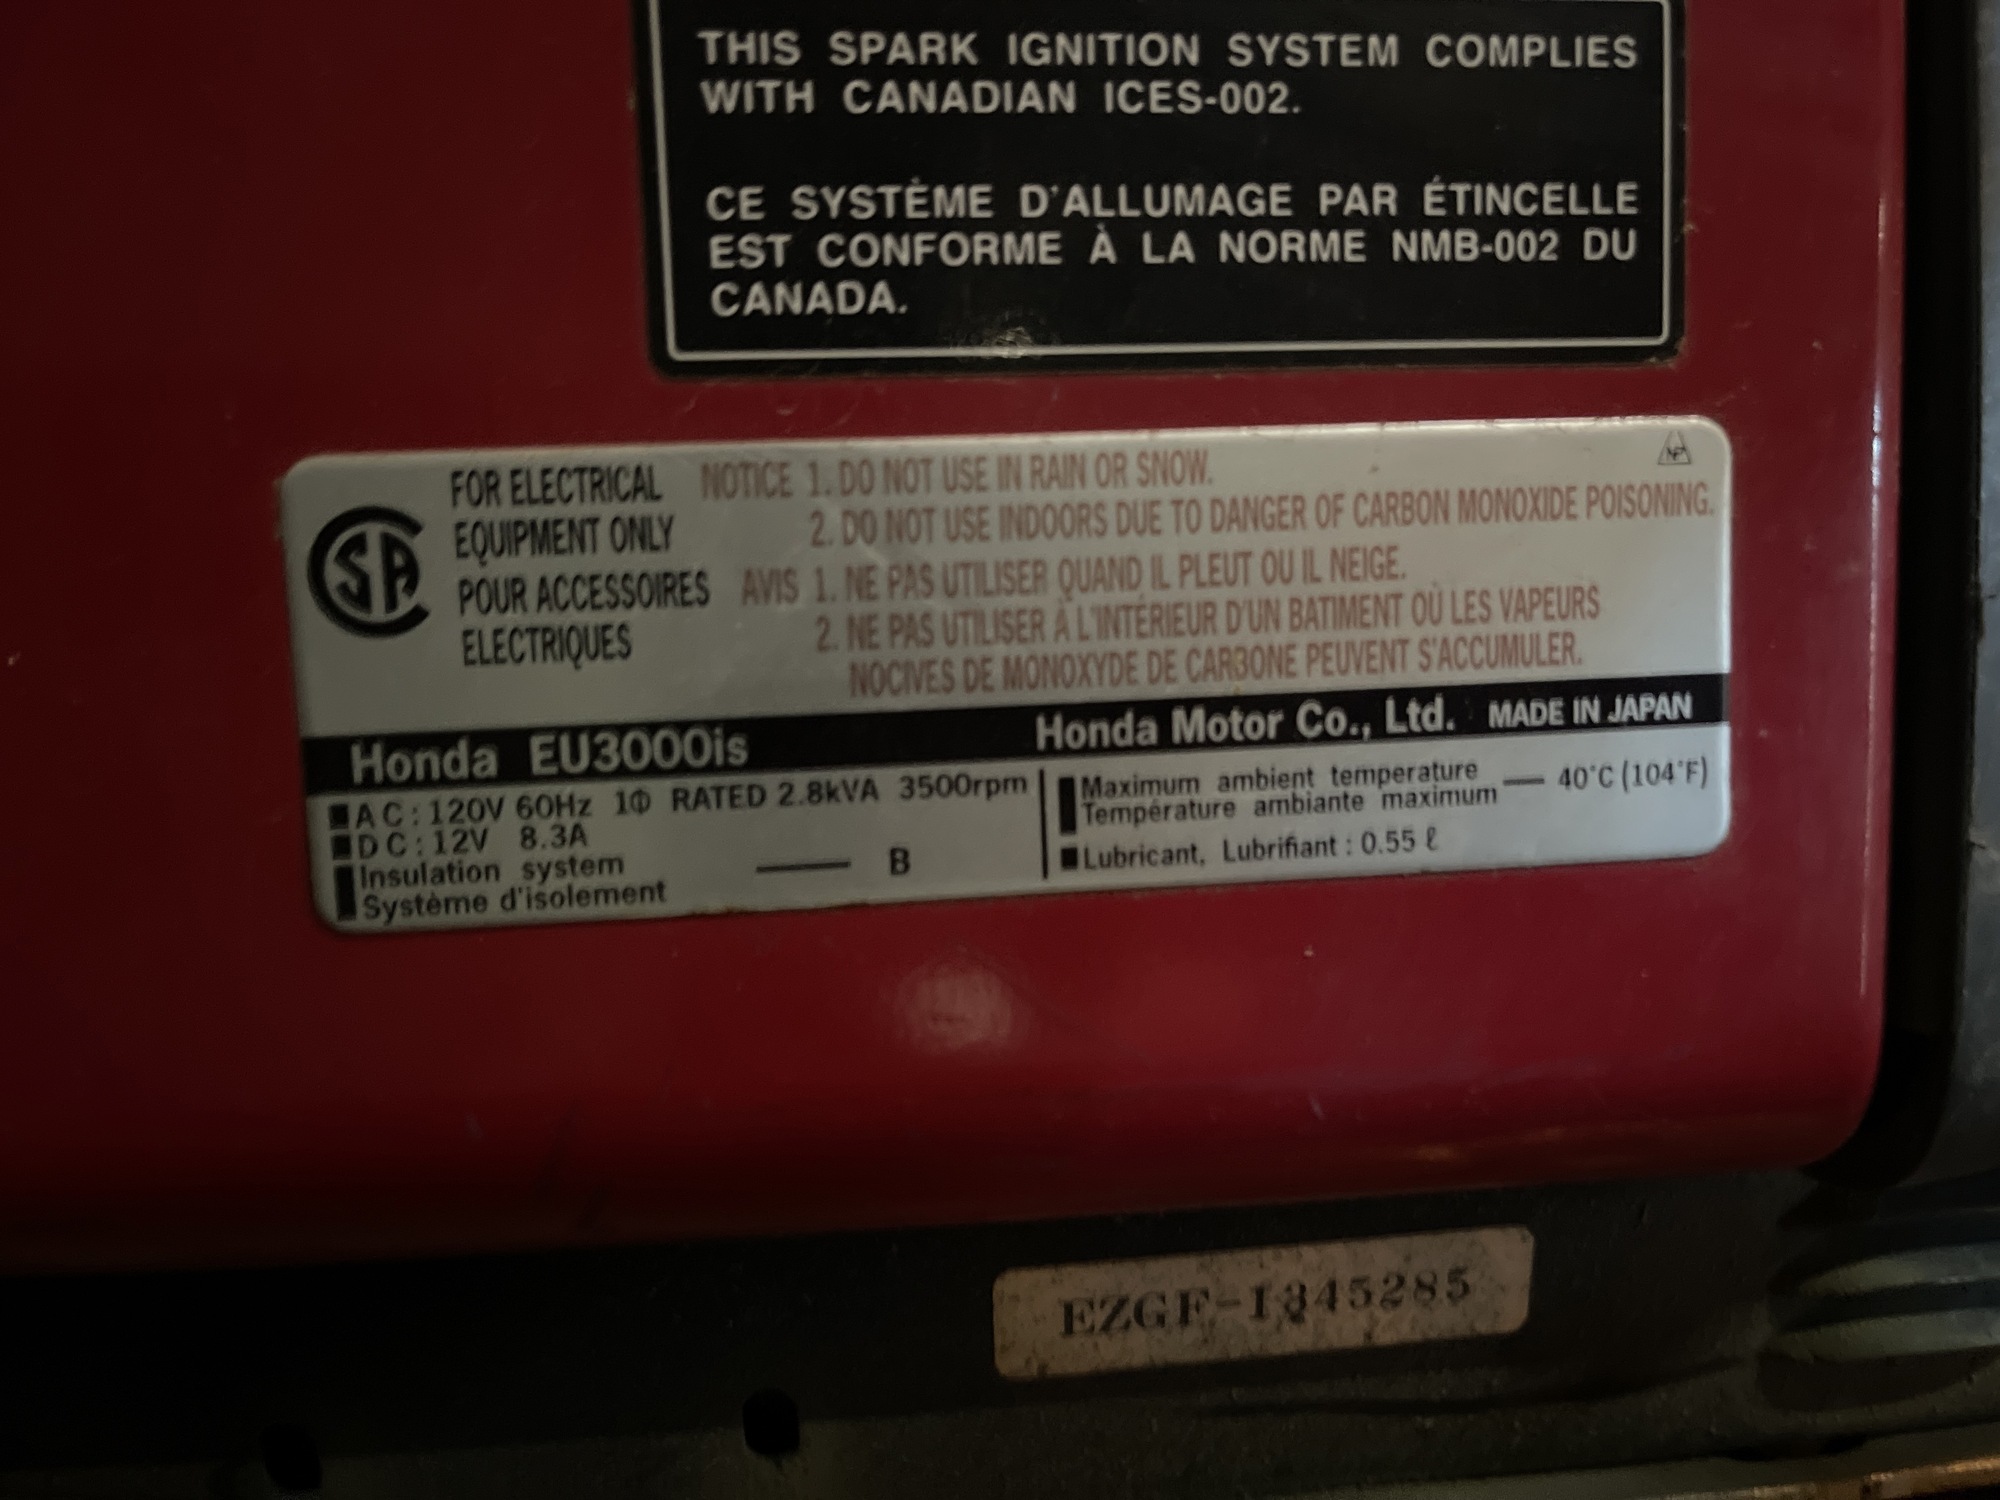 THIS SPARK IGNITION SYSTEM COMPLIES
WITH CANADIAN ICES-002.
CE SYSTÈME D'ALLUMAGE PAR ÉTINCELLE
EST CONFORME À LA NORME NMB-002 DU
CANADA.
SA
FOR ELECTRICAL
EQUIPMENT ONLY
POUR ACCESSOIRES
ELECTRIQUES
NOTICE 1. DO NOT USE IN RAIN OR SNOW.
2. DO NOT USE INDOORS DUE TO DANGER OF CARBON MONOXIDE POISONING.
AVIS 1. NE PAS UTILISER QUAND IL PLEUT OU IL NEIGE.
2. NE PAS UTILISER À L'INTÉRIEUR D'UN BATIMENT OÙ LES VAPEURS
NOCIVES DE MONOXYDE DE CARBONE PEUVENT S'ACCUMULER.
Honda EU3000is Honda Motor Co., Ltd. MADE IN JAPAN
■AC : 120V 60Hz 1Φ RATED 2.8kVA 3500rpm
■DC : 12V 8.3A
Insulation system
Système d'isolement — B
Maximum ambient temperature
Température ambiante maximum — 40°C (104°F)
■Lubricant, Lubrifiant : 0.55 ℓ
EZGF-1345285